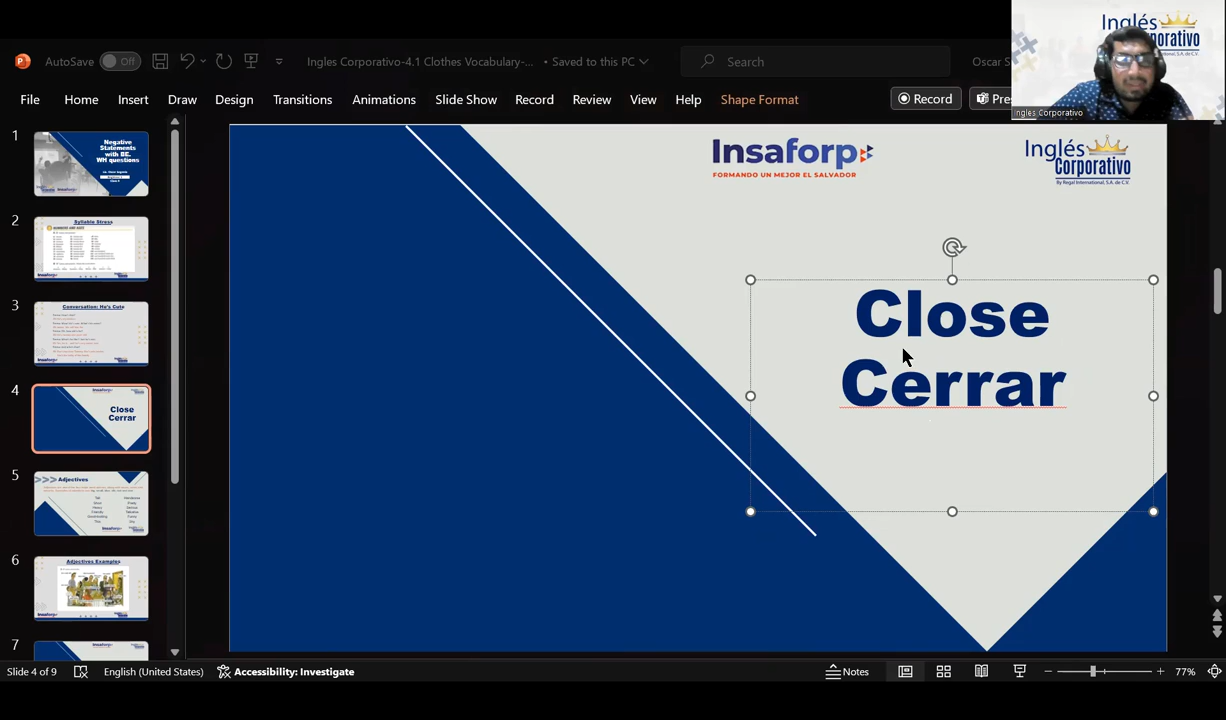 AutoSave Off
Ingles Corporativo-4.1 Clothes Vocabulary-... • Saved to this PC
Search
Oscar S
Inglés
Corporativo
Ingles Corporativo
File Home Insert Draw Design Transitions Animations Slide Show Record Review View Help Shape Format
Record
Pres
1
Negative
Statements
with BE.
WH questions
2
Syllable Stress
3
Conversation: He's Cute
4
Close
Cerrar
5
Adjectives
6
Adjectives Examples
7
Insaforp
FORMANDO UN MEJOR EL SALVADOR
Inglés
Corporativo
By Regal International, S.A. de C.V.
Close
Cerrar
Slide 4 of 9
English (United States)
Accessibility: Investigate
Notes
77%